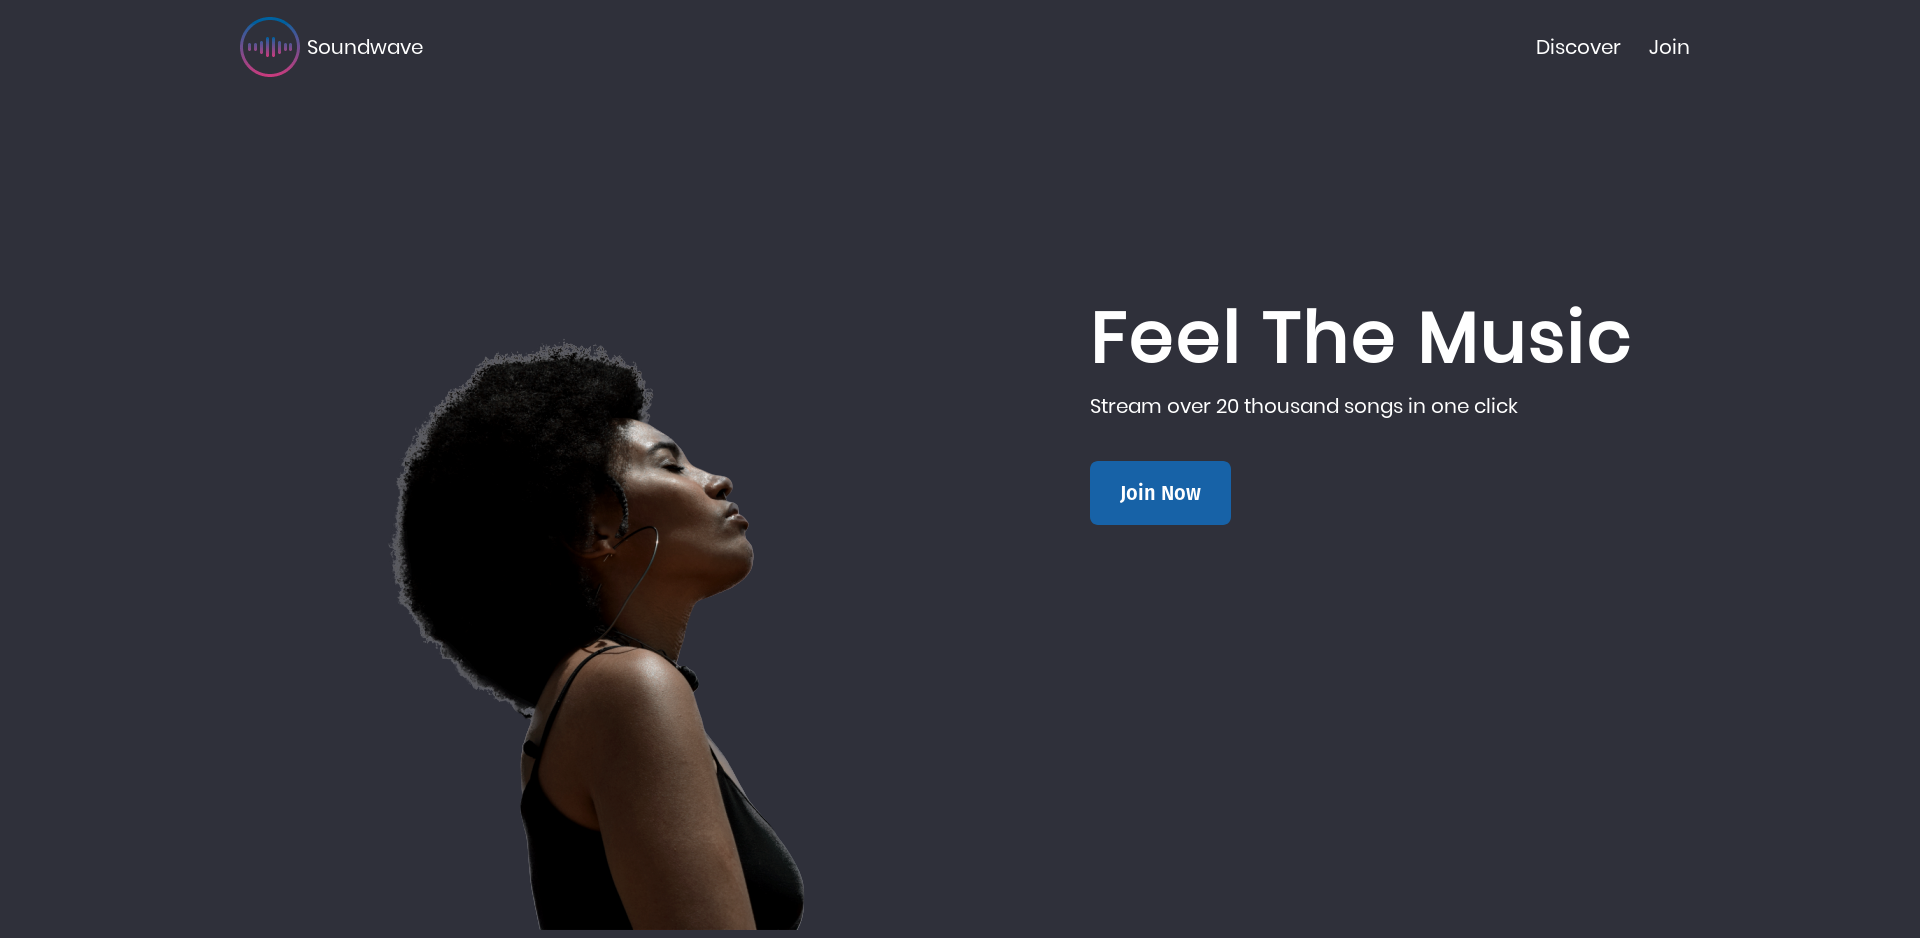 Soundwave
Discover
Join
Feel The Music
Stream over 20 thousand songs in one click
Join Now